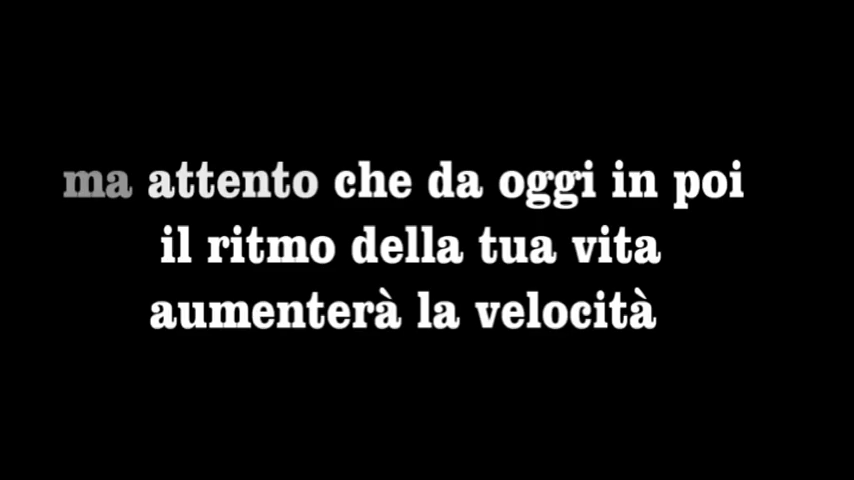 ma attento che da oggi in poi
il ritmo della tua vita
aumenterà la velocità